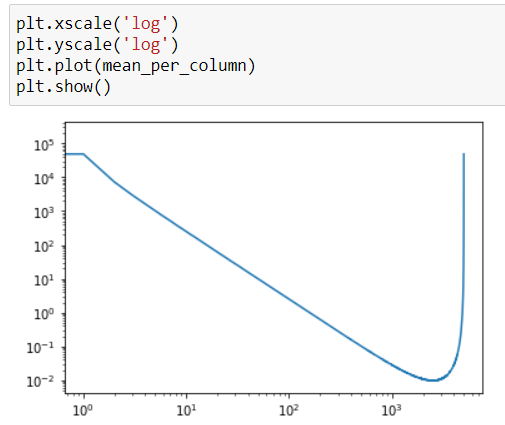 plt.xscale('log')
plt.yscale('log')
plt.plot(mean_per_column)
plt.show()
10⁵
10⁴
10³
10²
10¹
10⁰
10⁻¹
10⁻²
10⁰ 10¹ 10² 10³